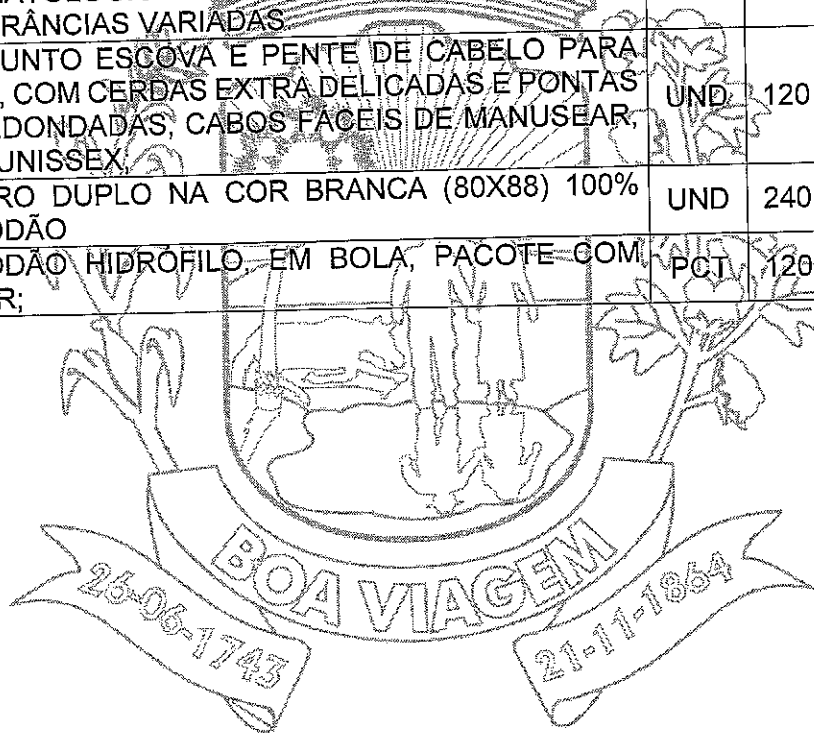 RÂNCIAS VARIADAS.
UNTO ESCOVA E PENTE DE CABELO PARA
, COM CERDAS EXTRA DELICADAS E PONTAS
EDONDADAS, CABOS FÁCEIS DE MANUSEAR,
UNISSEX,
UND 120
RO DUPLO NA COR BRANCA (80X88) 100%
ODÃO
UND 240
ODÃO HIDRÓFILO, EM BOLA, PACOTE COM
R;
PCT 120
BOA VIAGEM
26-06-1743
21-11-1864